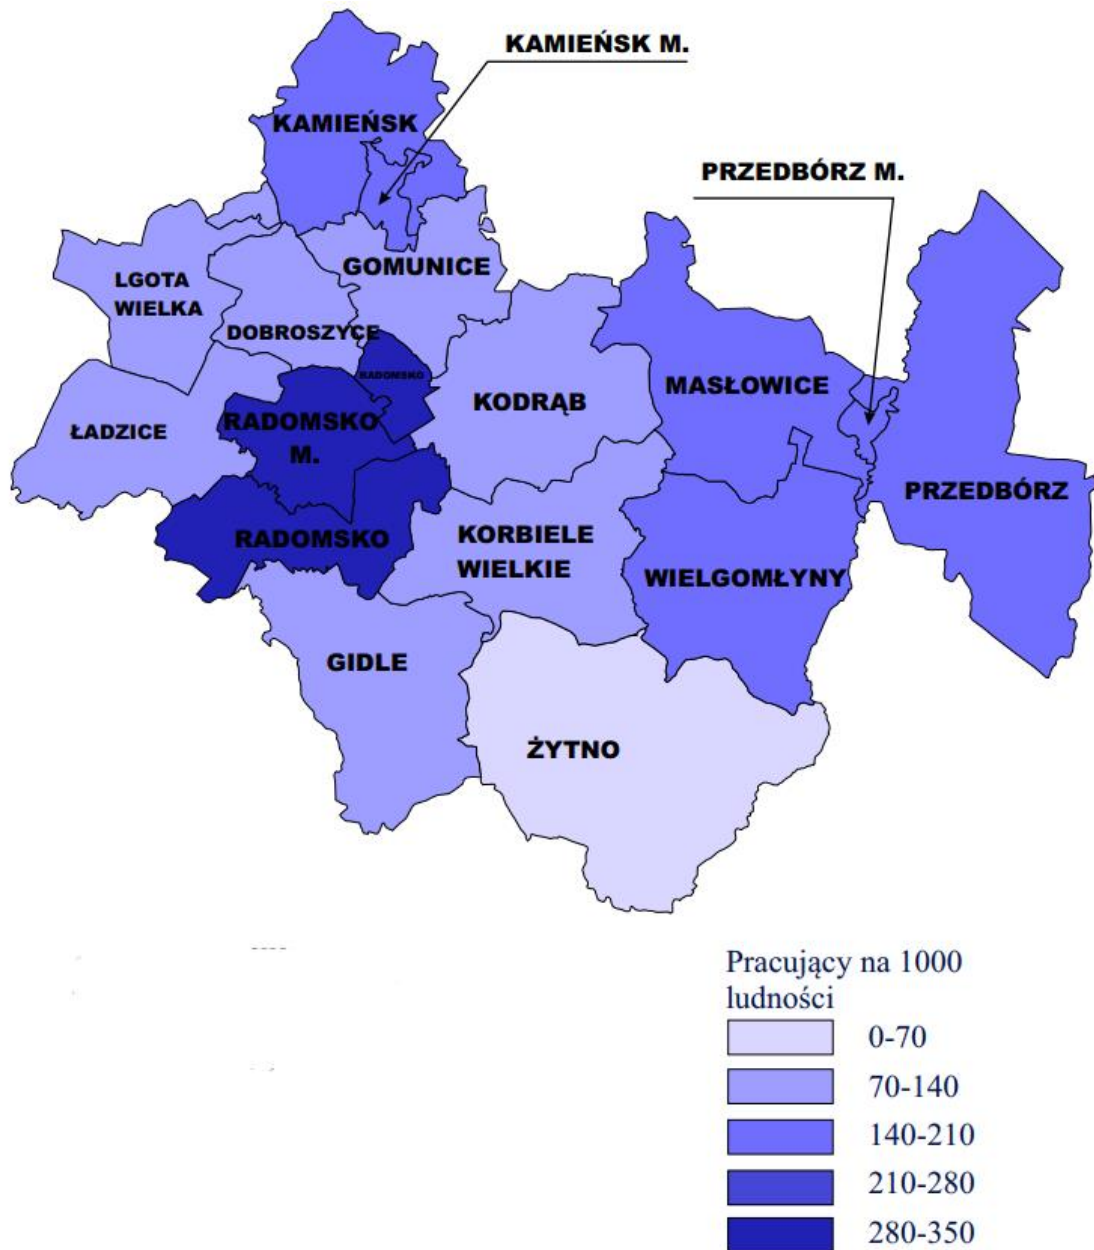 KAMIEŃSK M.
KAMIEŃSK
PRZEDBÓRZ M.
GOMUNICE
LGOTA
WIELKA
DOBROSZYCE
RADOMSKO
MASŁOWICE
KODRĄB
RADOMSKO
M.
ŁADZICE
PRZEDBÓRZ
RADOMSKO
KORBIELE
WIELKIE
WIELGOMŁYNY
GIDLE
ŻYTNO
Pracujący na 1000
ludności
0-70
70-140
140-210
210-280
280-350